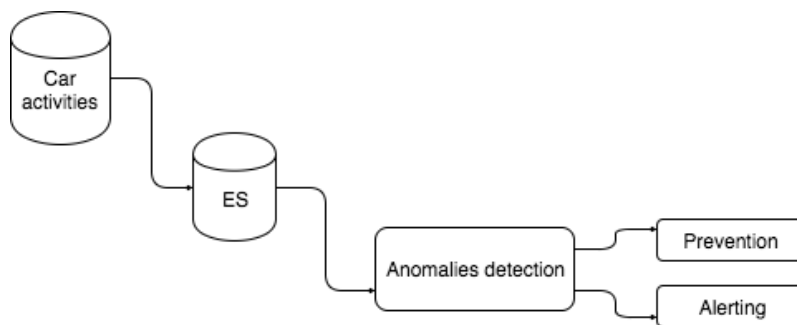 Car
activities
ES
Anomalies detection
Prevention
Alerting